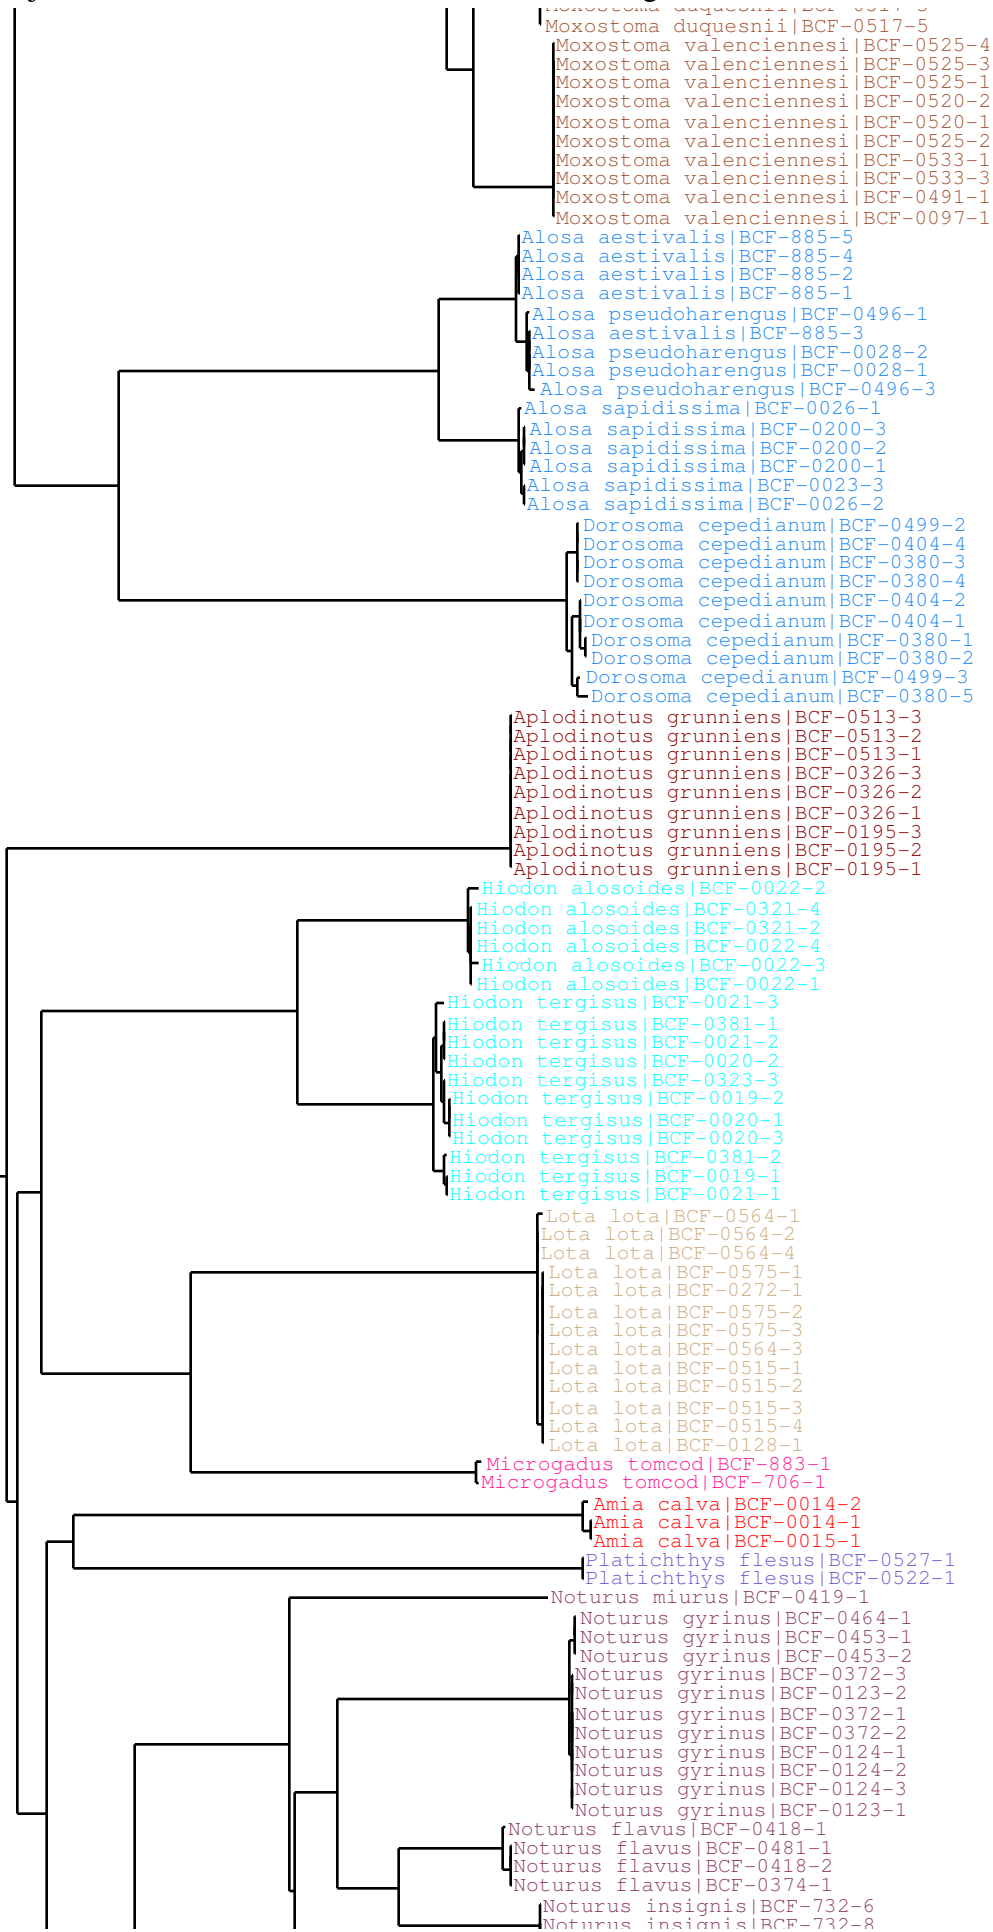 Moxostoma duquesnii|BCF-0517-5
Moxostoma valenciennesi|BCF-0525-4
Moxostoma valenciennesi|BCF-0525-3
Moxostoma valenciennesi|BCF-0525-1
Moxostoma valenciennesi|BCF-0520-2
Moxostoma valenciennesi|BCF-0520-1
Moxostoma valenciennesi|BCF-0525-2
Moxostoma valenciennesi|BCF-0533-1
Moxostoma valenciennesi|BCF-0533-3
Moxostoma valenciennesi|BCF-0491-1
Moxostoma valenciennesi|BCF-0097-1
Alosa aestivalis|BCF-885-5
Alosa aestivalis|BCF-885-4
Alosa aestivalis|BCF-885-2
Alosa aestivalis|BCF-885-1
Alosa pseudoharengus|BCF-0496-1
Alosa aestivalis|BCF-885-3
Alosa pseudoharengus|BCF-0028-2
Alosa pseudoharengus|BCF-0028-1
Alosa pseudoharengus|BCF-0496-3
Alosa sapidissima|BCF-0026-1
Alosa sapidissima|BCF-0200-3
Alosa sapidissima|BCF-0200-2
Alosa sapidissima|BCF-0200-1
Alosa sapidissima|BCF-0023-3
Alosa sapidissima|BCF-0026-2
Dorosoma cepedianum|BCF-0499-2
Dorosoma cepedianum|BCF-0404-4
Dorosoma cepedianum|BCF-0380-3
Dorosoma cepedianum|BCF-0380-4
Dorosoma cepedianum|BCF-0404-2
Dorosoma cepedianum|BCF-0404-1
Dorosoma cepedianum|BCF-0380-1
Dorosoma cepedianum|BCF-0380-2
Dorosoma cepedianum|BCF-0499-3
Dorosoma cepedianum|BCF-0380-5
Aplodinotus grunniens|BCF-0513-3
Aplodinotus grunniens|BCF-0513-2
Aplodinotus grunniens|BCF-0513-1
Aplodinotus grunniens|BCF-0326-3
Aplodinotus grunniens|BCF-0326-2
Aplodinotus grunniens|BCF-0326-1
Aplodinotus grunniens|BCF-0195-3
Aplodinotus grunniens|BCF-0195-2
Aplodinotus grunniens|BCF-0195-1
Hiodon alosoides|BCF-0022-2
Hiodon alosoides|BCF-0321-4
Hiodon alosoides|BCF-0321-2
Hiodon alosoides|BCF-0022-4
Hiodon alosoides|BCF-0022-3
Hiodon alosoides|BCF-0022-1
Hiodon tergisus|BCF-0021-3
Hiodon tergisus|BCF-0381-1
Hiodon tergisus|BCF-0021-2
Hiodon tergisus|BCF-0020-2
Hiodon tergisus|BCF-0323-3
Hiodon tergisus|BCF-0019-2
Hiodon tergisus|BCF-0020-1
Hiodon tergisus|BCF-0020-3
Hiodon tergisus|BCF-0381-2
Hiodon tergisus|BCF-0019-1
Hiodon tergisus|BCF-0021-1
Lota lota|BCF-0564-1
Lota lota|BCF-0564-2
Lota lota|BCF-0564-4
Lota lota|BCF-0575-1
Lota lota|BCF-0272-1
Lota lota|BCF-0575-2
Lota lota|BCF-0575-3
Lota lota|BCF-0564-3
Lota lota|BCF-0515-1
Lota lota|BCF-0515-2
Lota lota|BCF-0515-3
Lota lota|BCF-0515-4
Lota lota|BCF-0128-1
Microgadus tomcod|BCF-883-1
Microgadus tomcod|BCF-706-1
Amia calva|BCF-0014-2
Amia calva|BCF-0014-1
Amia calva|BCF-0015-1
Platichthys flesus|BCF-0527-1
Platichthys flesus|BCF-0522-1
Noturus miurus|BCF-0419-1
Noturus gyrinus|BCF-0464-1
Noturus gyrinus|BCF-0453-1
Noturus gyrinus|BCF-0453-2
Noturus gyrinus|BCF-0372-3
Noturus gyrinus|BCF-0123-2
Noturus gyrinus|BCF-0372-1
Noturus gyrinus|BCF-0372-2
Noturus gyrinus|BCF-0124-1
Noturus gyrinus|BCF-0124-2
Noturus gyrinus|BCF-0124-3
Noturus gyrinus|BCF-0123-1
Noturus flavus|BCF-0418-1
Noturus flavus|BCF-0481-1
Noturus flavus|BCF-0418-2
Noturus flavus|BCF-0374-1
Noturus insignis|BCF-732-6
Noturus insignis|BCF-732-8